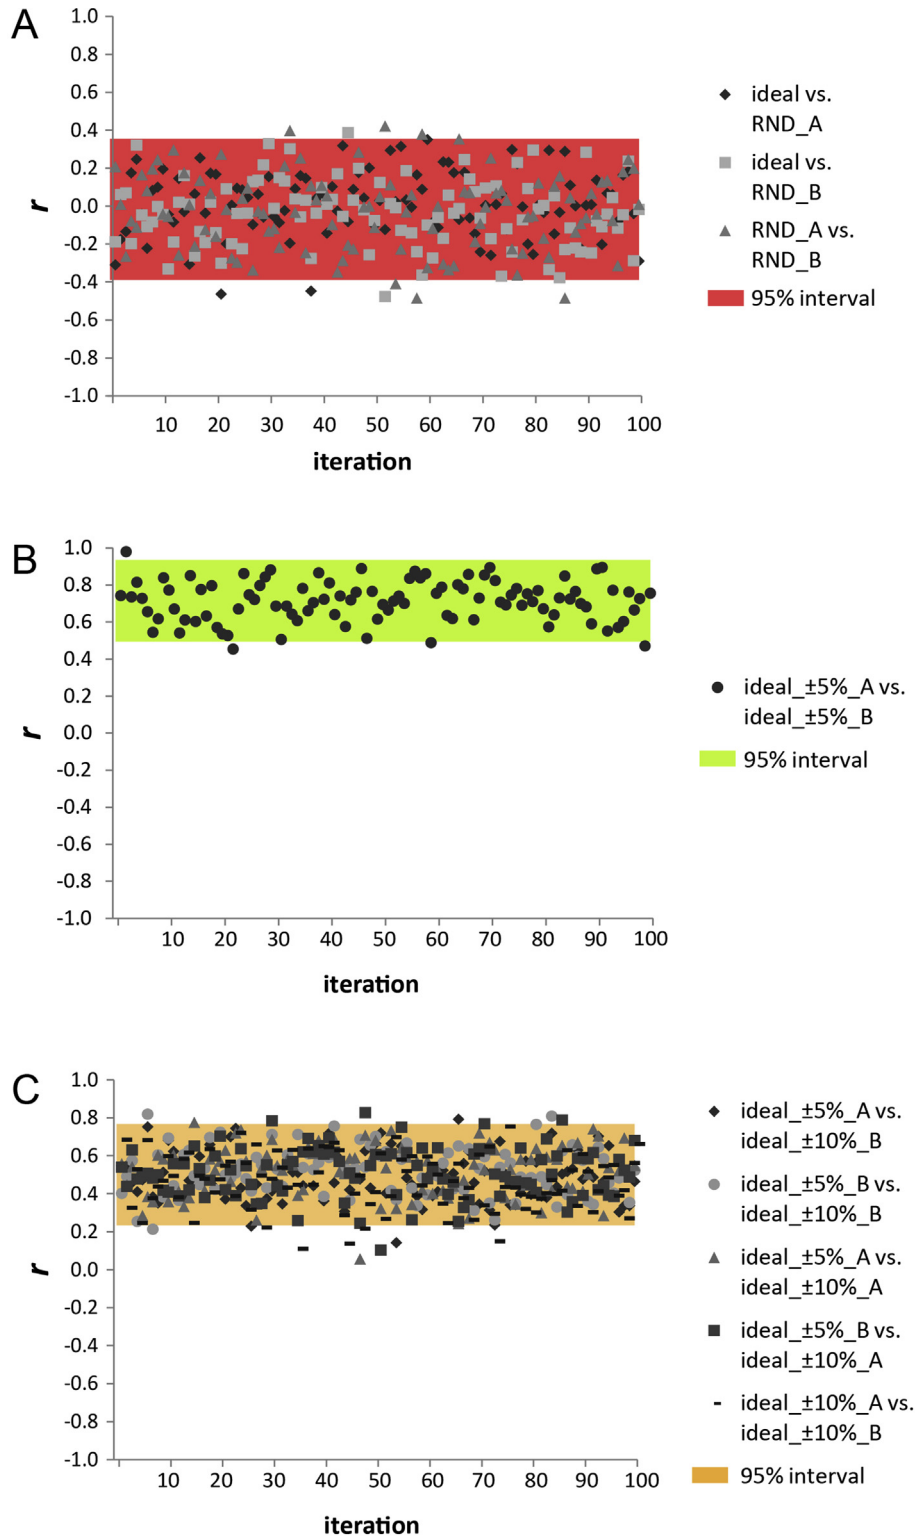 A
1.0
0.8
0.6
0.4
0.2
0.0
-0.2
-0.4
-0.6
-0.8
-1.0
r
10 20 30 40 50 60 70 80 90 100
iteration
ideal vs.
RND_A
ideal vs.
RND_B
RND_A vs.
RND_B
95% interval
B
1.0
0.8
0.6
0.4
0.2
0.0
-0.2
-0.4
-0.6
-0.8
-1.0
r
10 20 30 40 50 60 70 80 90 100
iteration
ideal_±5%_A vs.
ideal_±5%_B
95% interval
C
1.0
0.8
0.6
0.4
0.2
0.0
-0.2
-0.4
-0.6
-0.8
-1.0
r
10 20 30 40 50 60 70 80 90 100
iteration
ideal_±5%_A vs.
ideal_±10%_B
ideal_±5%_B vs.
ideal_±10%_B
ideal_±5%_A vs.
ideal_±10%_A
ideal_±5%_B vs.
ideal_±10%_A
ideal_±10%_A vs.
ideal_±10%_B
95% interval